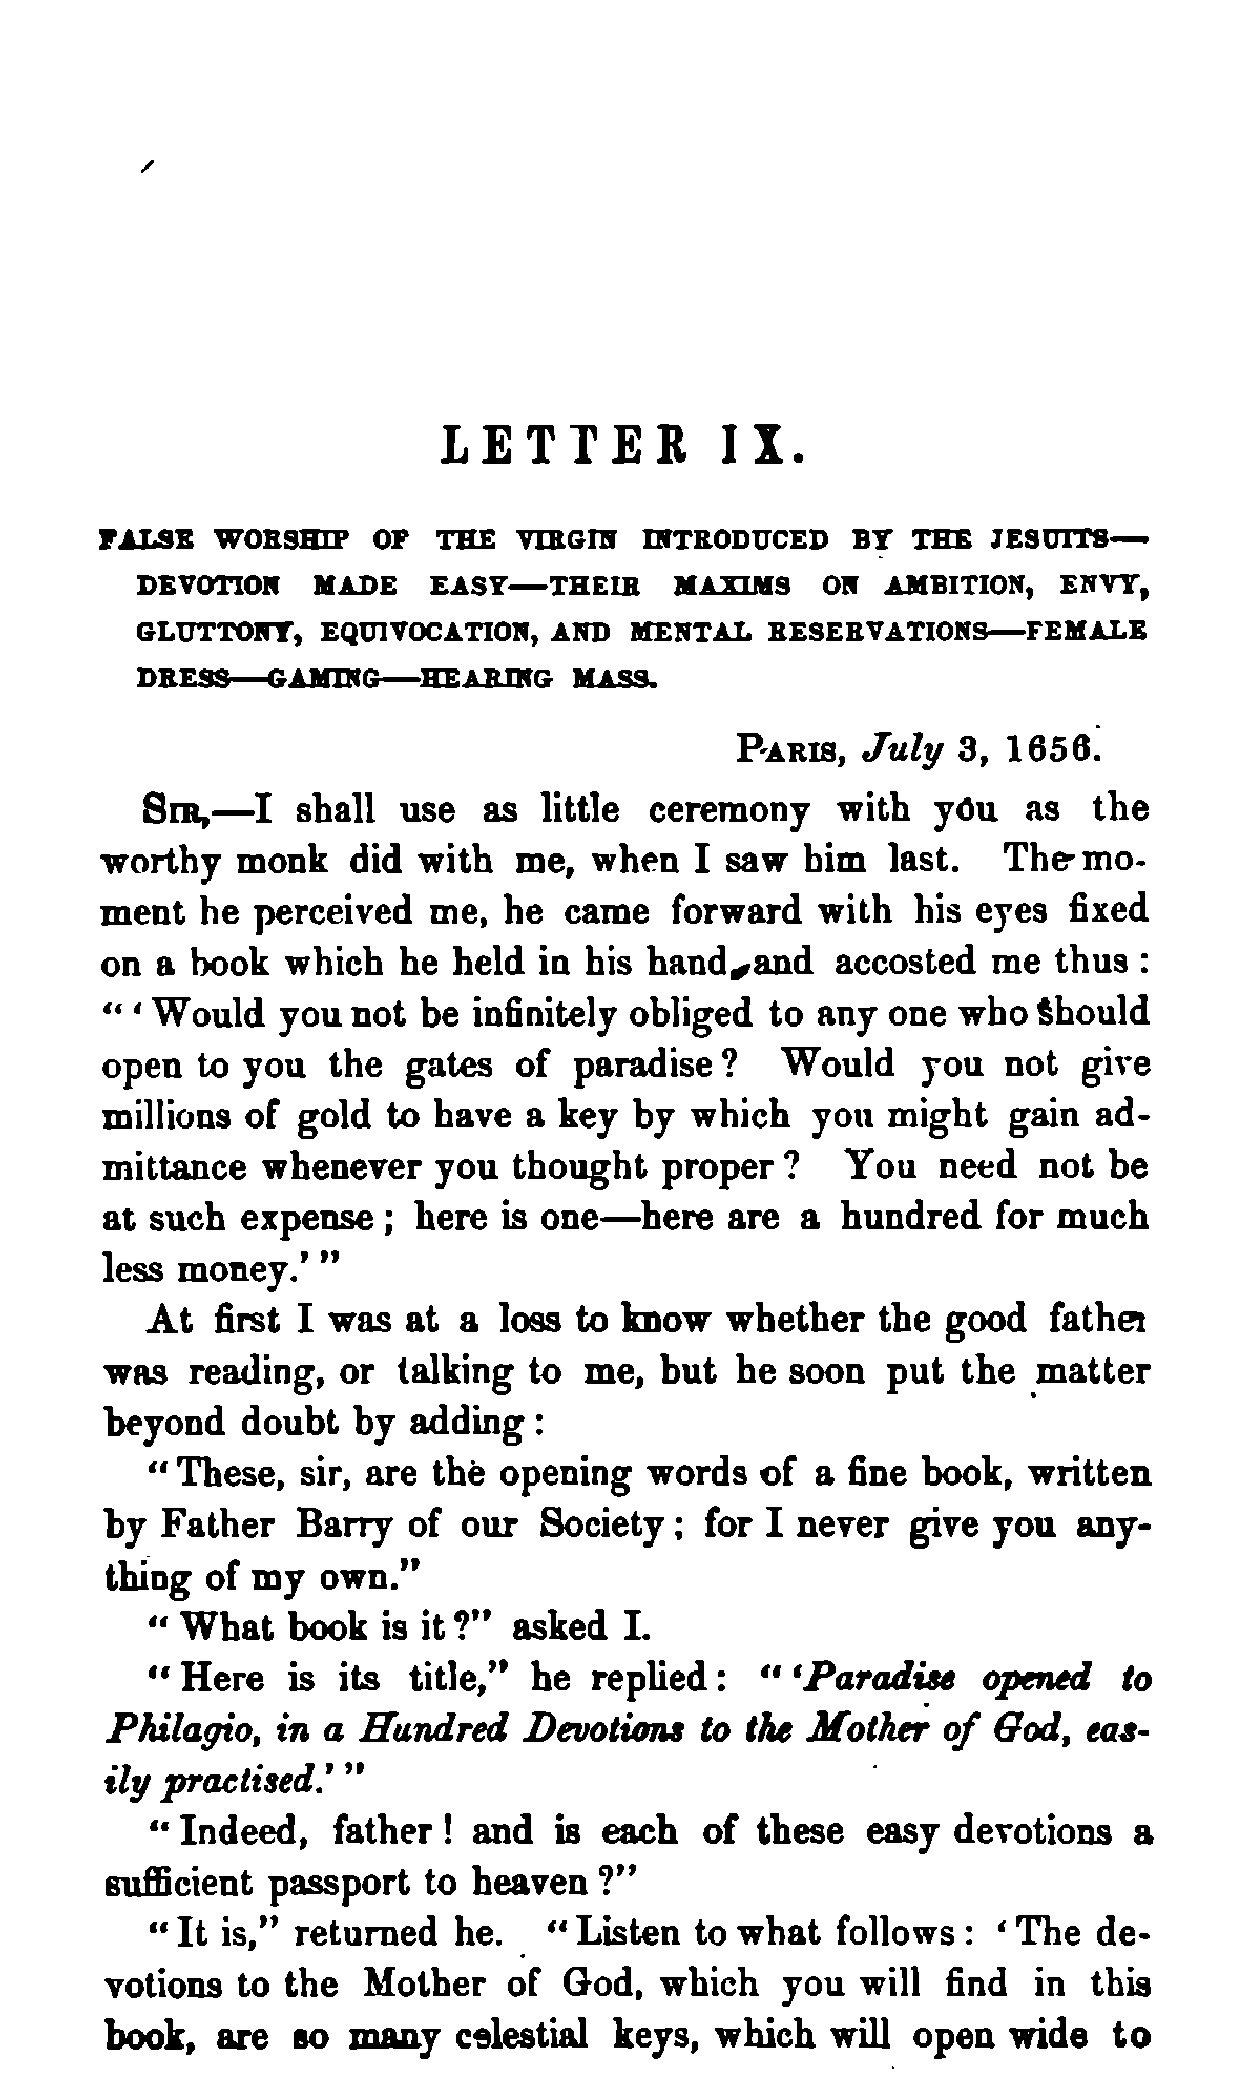 LETTER IX.
FALSE WORSHIP OF THE VIRGIN INTRODUCED BY THE JESUITS—
DEVOTION MADE EASY—THEIR MAXIMS ON AMBITION, ENVY,
GLUTTONY, EQUIVOCATION, AND MENTAL RESERVATIONS—FEMALE
DRESS—GAMING—HEARING MASS.
PARIS, July 3, 1656.
SIR,—I shall use as little ceremony with you as the
worthy monk did with me, when I saw him last. The mo-
ment he perceived me, he came forward with his eyes fixed
on a book which he held in his hand, and accosted me thus :
" ' Would you not be infinitely obliged to any one who should
open to you the gates of paradise ? Would you not give
millions of gold to have a key by which you might gain ad-
mittance whenever you thought proper ? You need not be
at such expense ; here is one—here are a hundred for much
less money.' "
At first I was at a loss to know whether the good father
was reading, or talking to me, but he soon put the matter
beyond doubt by adding :
" These, sir, are the opening words of a fine book, written
by Father Barry of our Society ; for I never give you any-
thing of my own."
" What book is it ?" asked I.
" Here is its title," he replied : " 'Paradise opened to
Philagio, in a Hundred Devotions to the Mother of God, eas-
ily practised.' "
" Indeed, father ! and is each of these easy devotions a
sufficient passport to heaven ?"
" It is," returned he. " Listen to what follows : ' The de-
votions to the Mother of God, which you will find in this
book, are so many celestial keys, which will open wide to